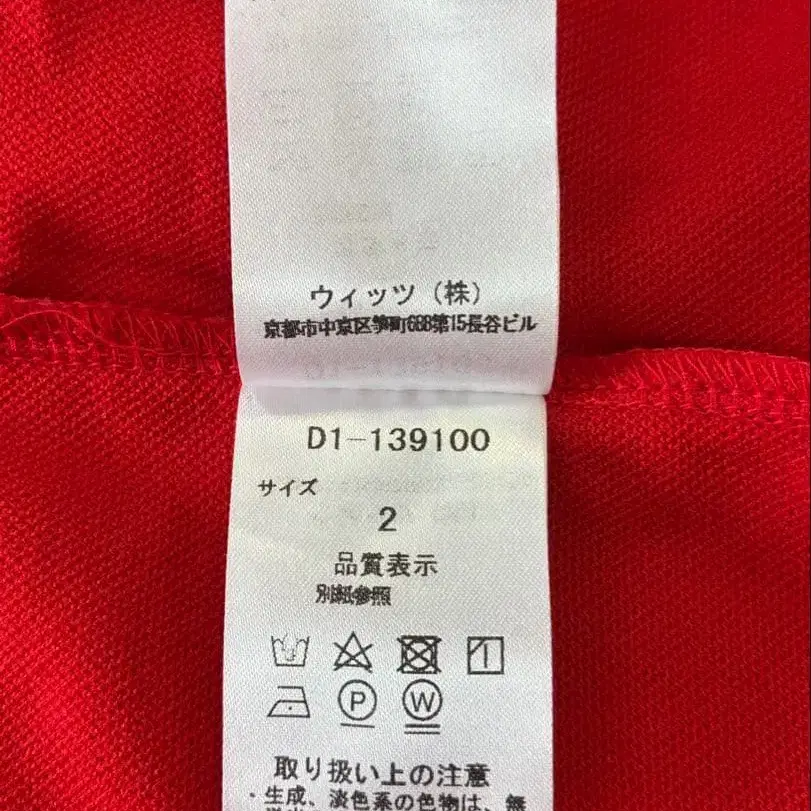 ウィッツ（株）
京都市中京区等町688第15長谷ビル
D1-139100
サイズ
2
品質表示
別紙参照
P W
取り扱い上の注意
・生成、淡色系の色物は、無